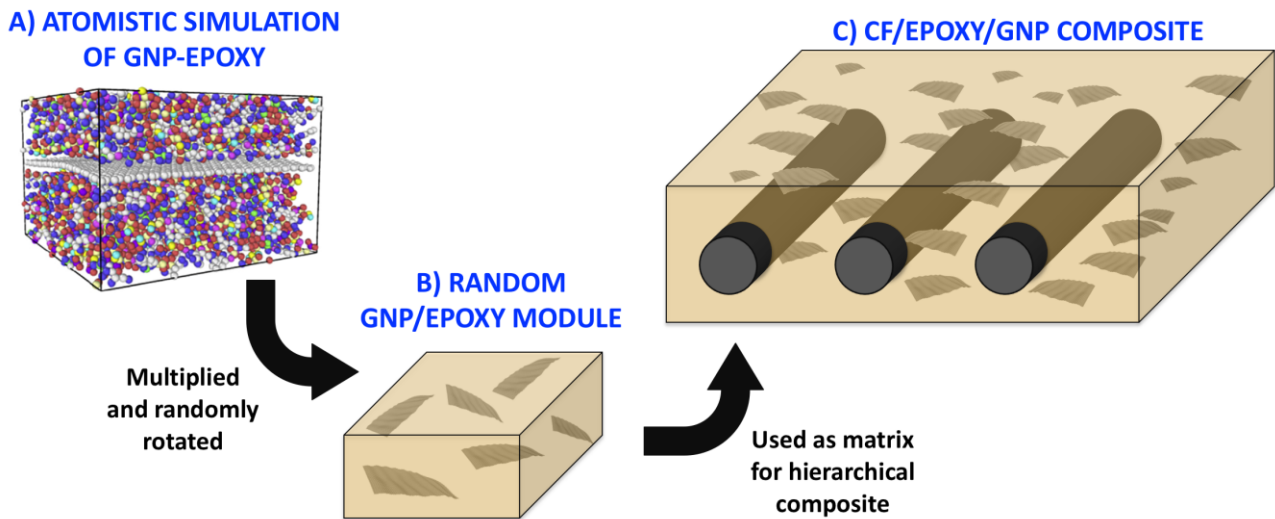 A) ATOMISTIC SIMULATION
OF GNP-EPOXY
C) CF/EPOXY/GNP COMPOSITE
B) RANDOM
GNP/EPOXY MODULE
Multiplied
and randomly
rotated
Used as matrix
for hierarchical
composite